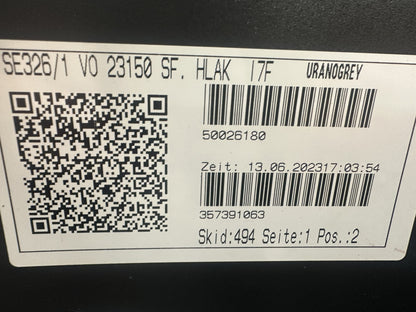 SE326/1 VO 23150 SF. HLAK I7F URANOGREY
50026180
Zeit: 13.06.202317:03:54
357391063
Skid:494 Seite:1 Pos.:2